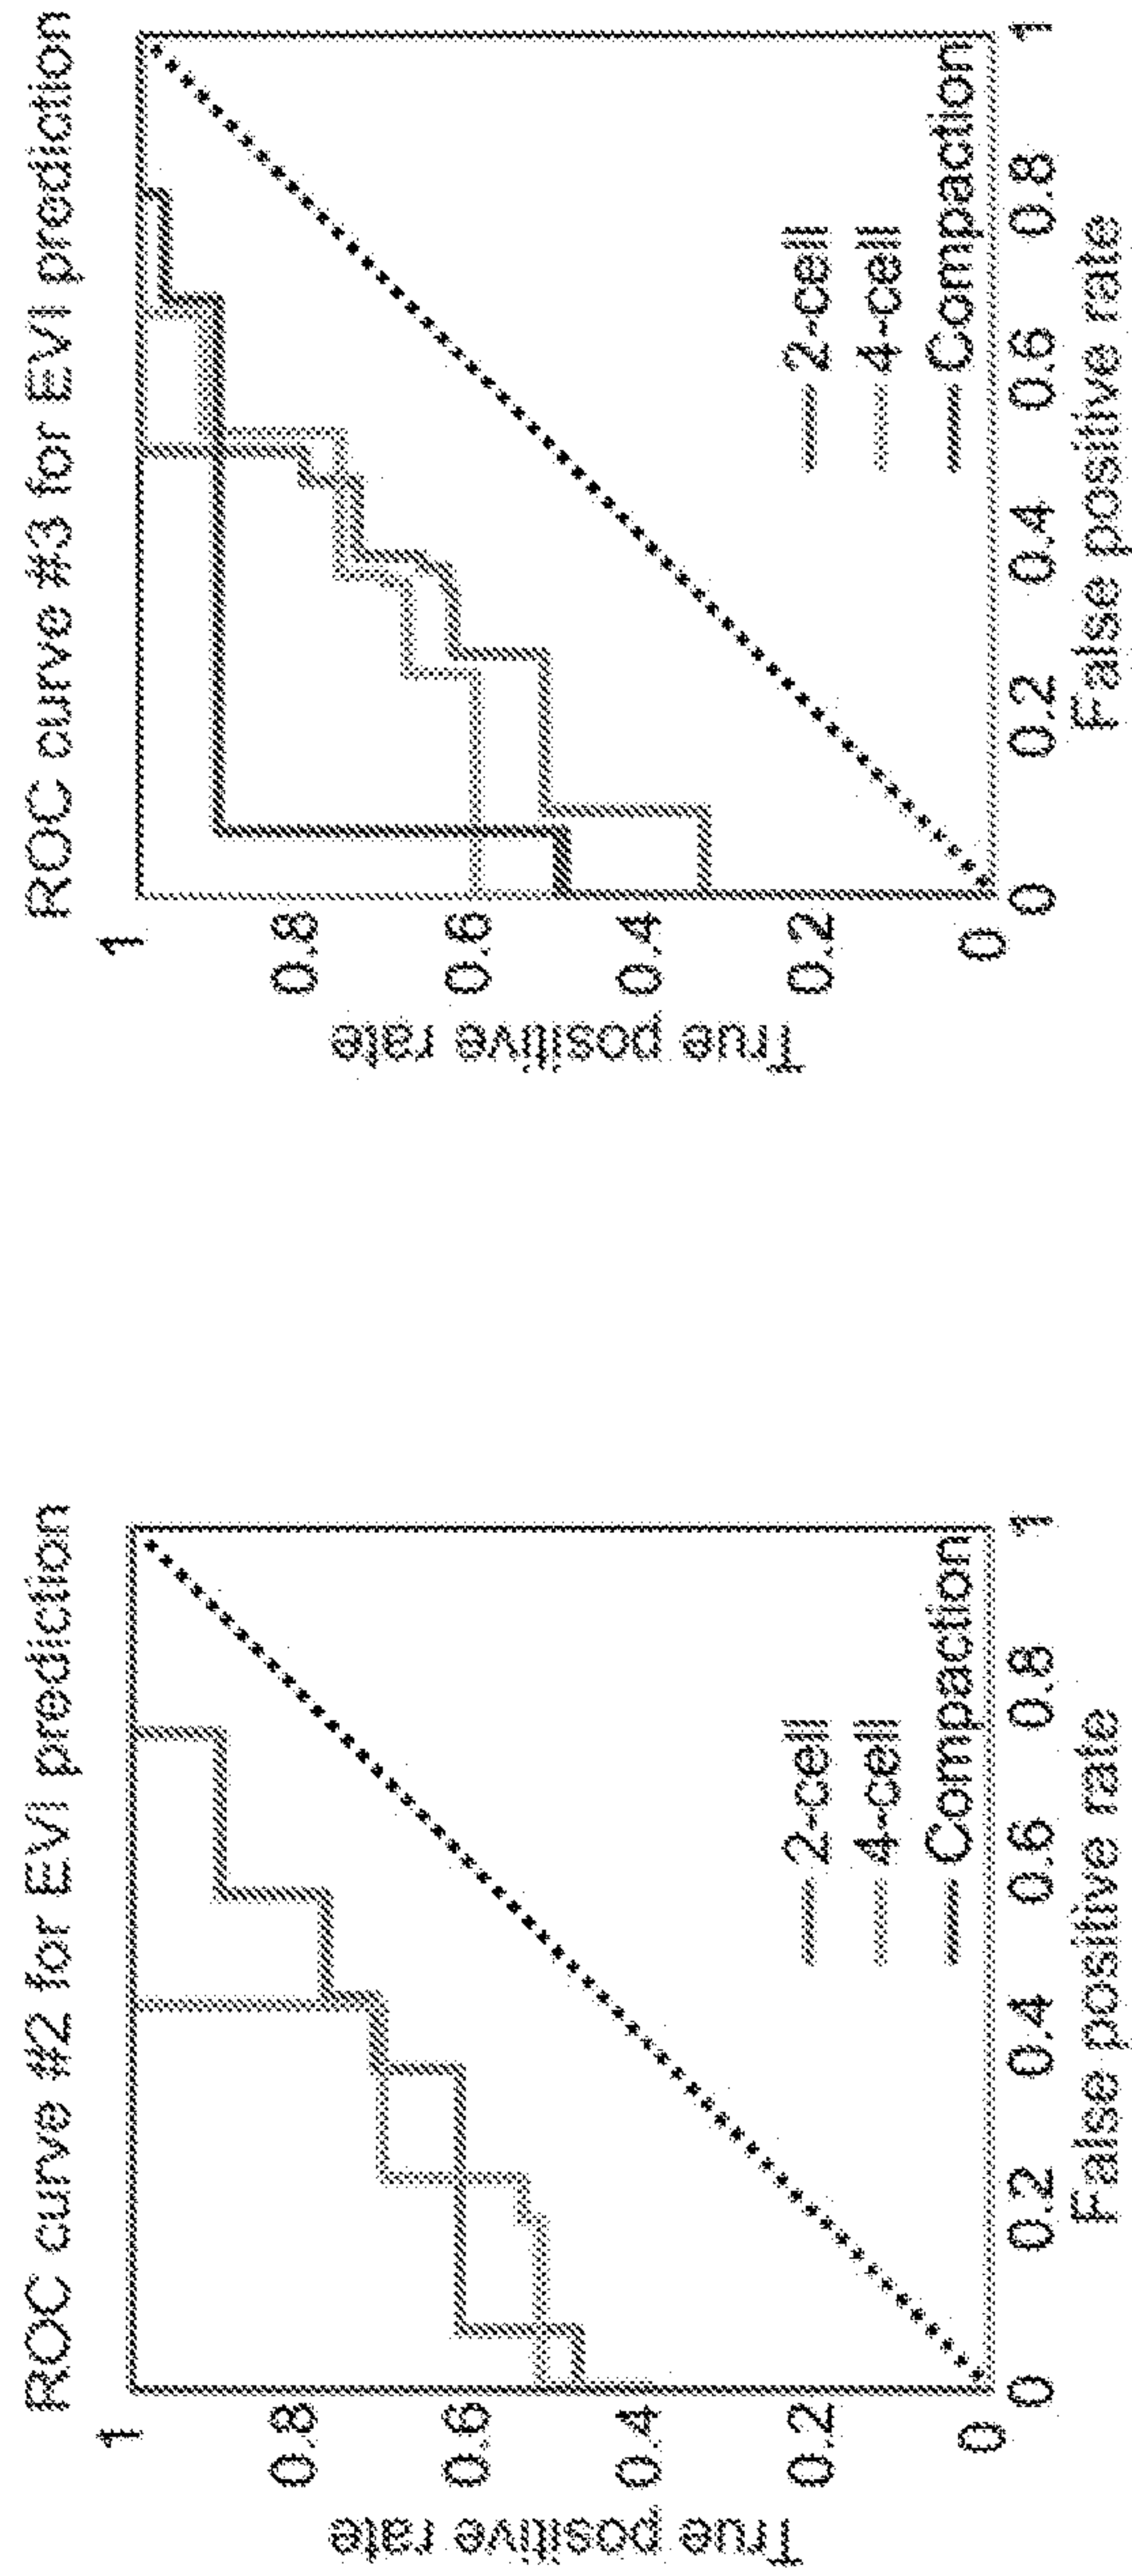 ROC curve #2 for EVI prediction
True positive rate
1
0.8
0.6
0.4
0.2
0
2-cell
4-cell
Compaction
0 0.2 0.4 0.6 0.8 1
False positive rate
ROC curve #3 for EVI prediction
True positive rate
1
0.8
0.6
0.4
0.2
0
2-cell
4-cell
Compaction
0 0.2 0.4 0.6 0.8 1
False positive rate